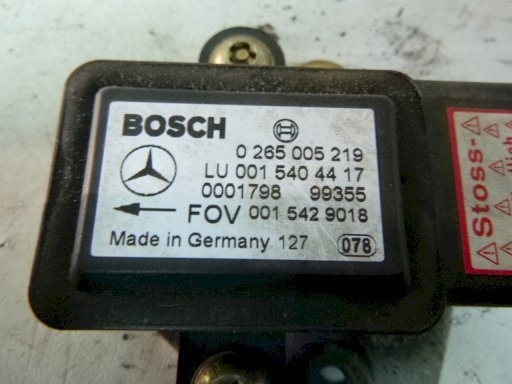 BOSCH
0 265 005 219
LU 001 540 44 17
0001798 99355
FOV 001 542 9018
Made in Germany 127 078
Stoss-
High